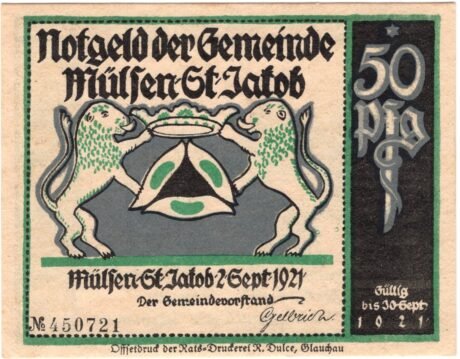 Notgeld der Gemeinde
Mülsen-St-Jakob
50
Pfg
Mülsen-St-Jakob 2 Sept 1921
Der Gemeindevorstand
Gelbrich
Gültig
bis 30 Sept
1921
№ 450721
Offsetdruck der Rats-Druckerei R. Dulce, Glauchau